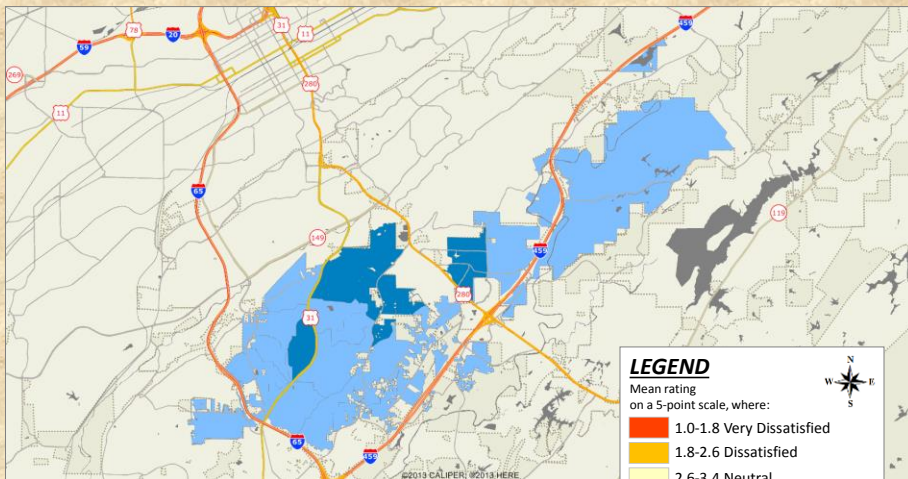 459
78
31
59
20
11
280
269
11
65
119
149
459
280
31
LEGEND
Mean rating
on a 5-point scale, where:
N
W E
S
1.0-1.8 Very Dissatisfied
1.8-2.6 Dissatisfied
65
459
©2013 CALIPER; ©2013 HERE